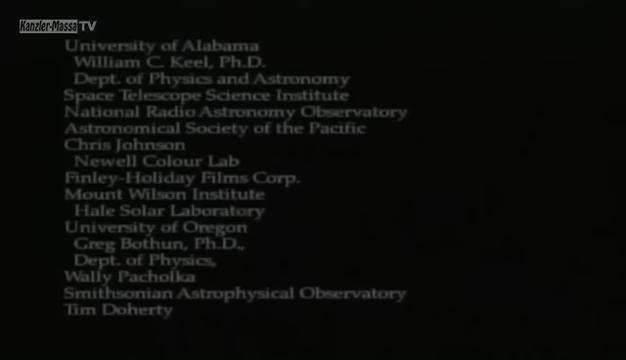 Kanzler-Massa TV
University of Alabama
William C. Keel, Ph.D.
Dept. of Physics and Astronomy
Space Telescope Science Institute
National Radio Astronomy Observatory
Astronomical Society of the Pacific
Chris Johnson
Newell Colour Lab
Finley-Holiday Films Corp.
Mount Wilson Institute
Hale Solar Laboratory
University of Oregon
Greg Bothun, Ph.D.,
Dept. of Physics,
Wally Pacholka
Smithsonian Astrophysical Observatory
Tim Doherty